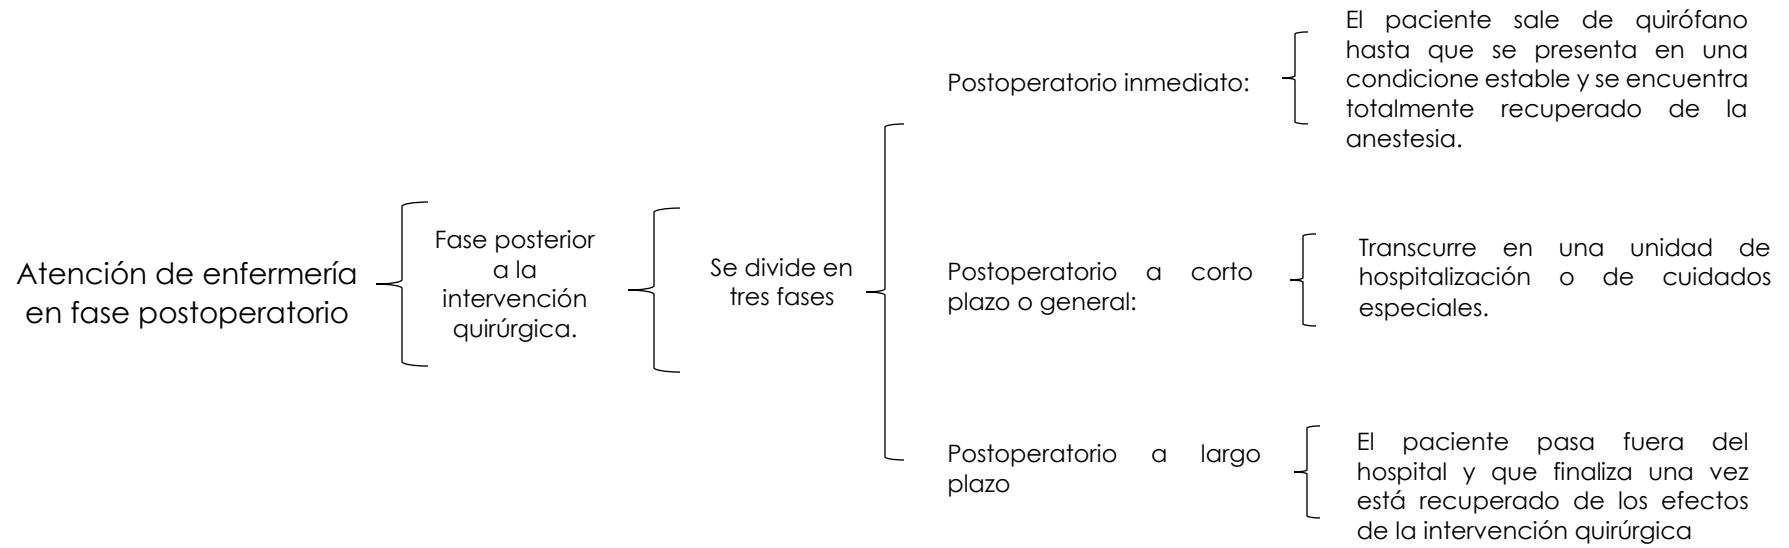 Atención de enfermería
en fase postoperatorio
Fase posterior
a la
intervención
quirúrgica.
Se divide en
tres fases
Postoperatorio inmediato:
El paciente sale de quirófano
hasta que se presenta en una
condicione estable y se encuentra
totalmente recuperado de la
anestesia.
Postoperatorio a corto
plazo o general:
Transcurre en una unidad de
hospitalización o de cuidados
especiales.
Postoperatorio a largo
plazo
El paciente pasa fuera del
hospital y que finaliza una vez
está recuperado de los efectos
de la intervención quirúrgica